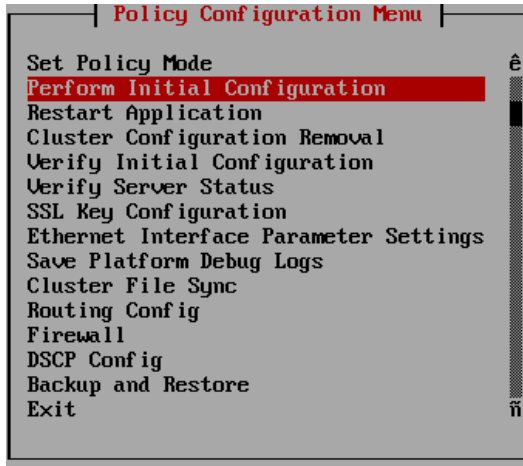 Policy Configuration Menu
Set Policy Mode
Perform Initial Configuration
Restart Application
Cluster Configuration Removal
Verify Initial Configuration
Verify Server Status
SSL Key Configuration
Ethernet Interface Parameter Settings
Save Platform Debug Logs
Cluster File Sync
Routing Config
Firewall
DSCP Config
Backup and Restore
Exit